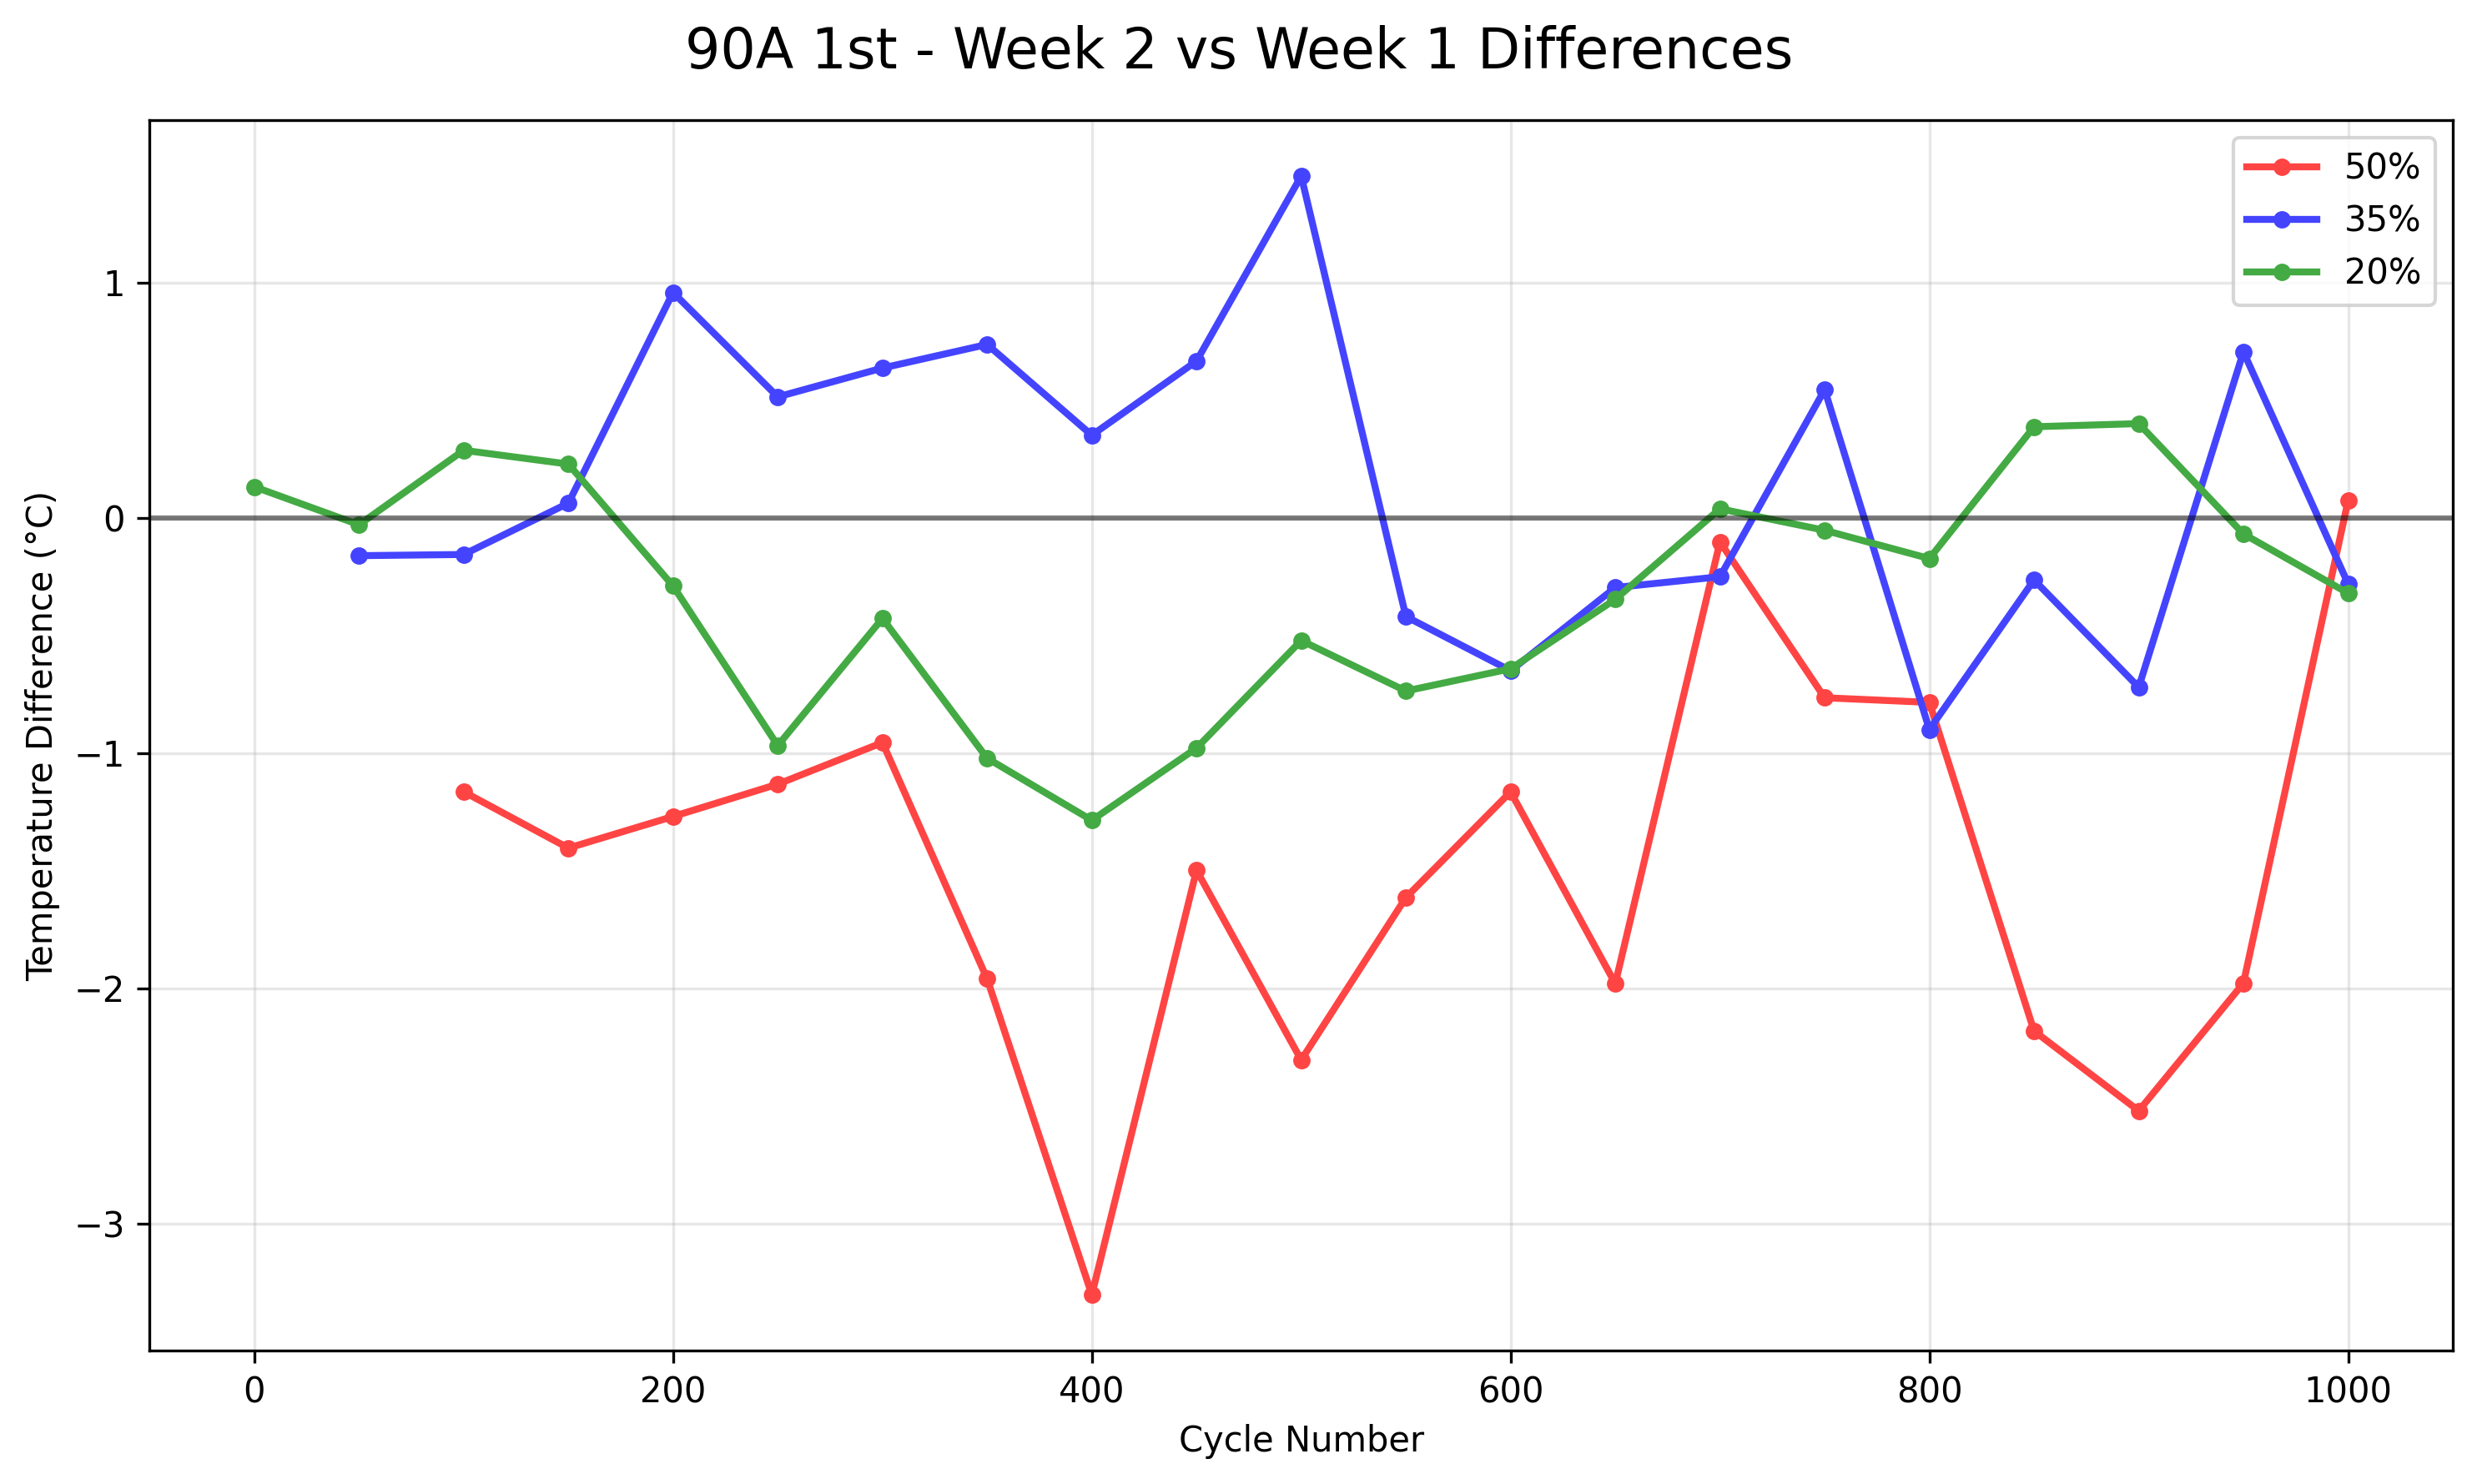 90A 1st - Week 2 vs Week 1 Differences
50%
35%
20%
Temperature Difference (°C)
1
0
−1
−2
−3
0 200 400 600 800 1000
Cycle Number